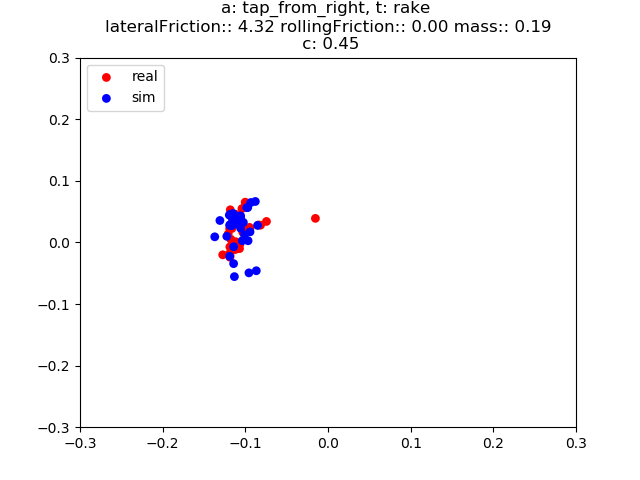 a: tap_from_right, t: rake
lateralFriction:: 4.32 rollingFriction:: 0.00 mass:: 0.19
c: 0.45
real
sim
0.3
0.2
0.1
0.0
−0.1
−0.2
−0.3
−0.3 −0.2 −0.1 0.0 0.1 0.2 0.3